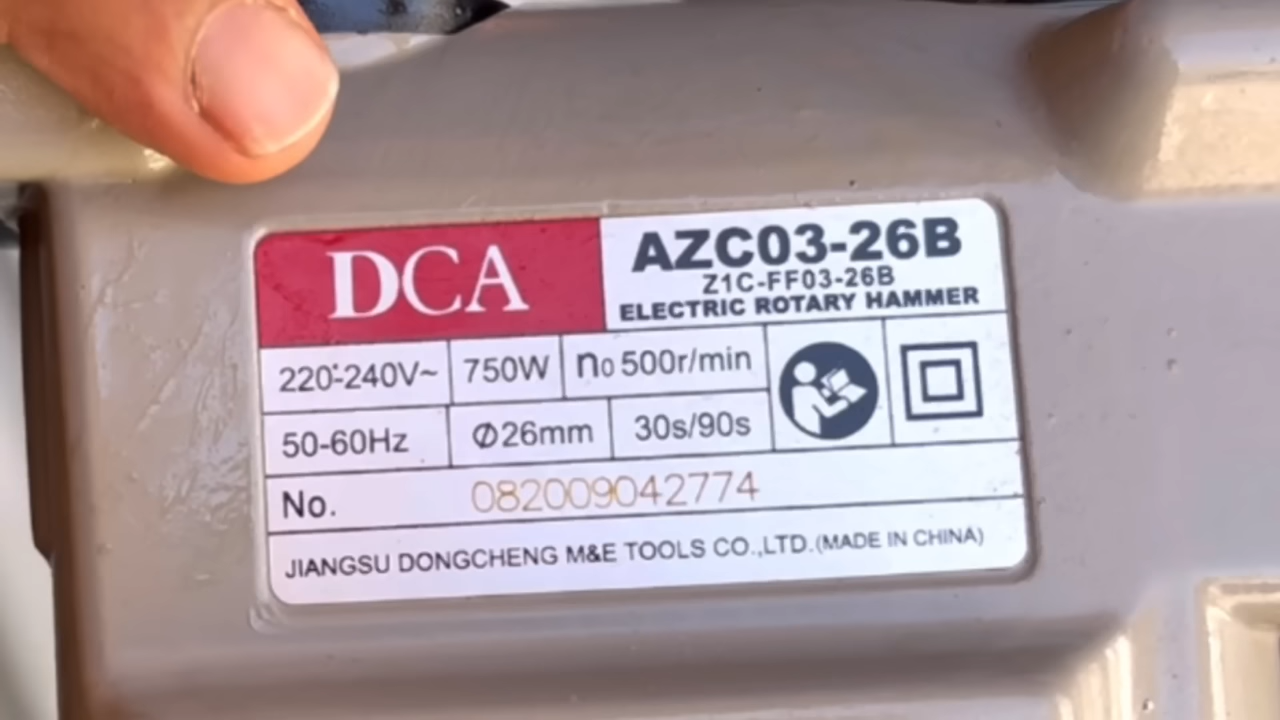 DCA
AZC03-26B
Z1C-FF03-26B
ELECTRIC ROTARY HAMMER
220-240V~ 750W n₀ 500r/min
50-60Hz Ø26mm 30s/90s
No. 082009042774
JIANGSU DONGCHENG M&E TOOLS CO.,LTD.(MADE IN CHINA)